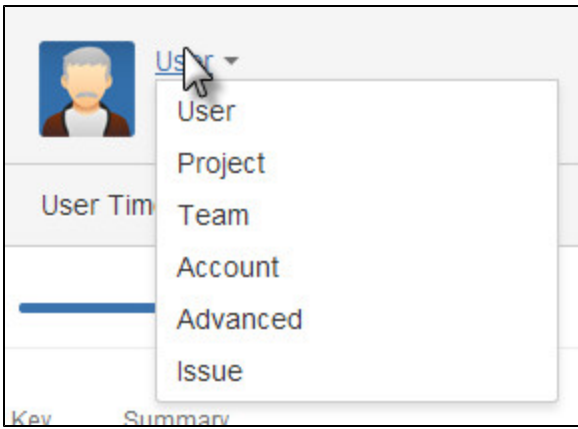 User
User
Project
User Tim
Team
Account
Advanced
Issue
Key Summary